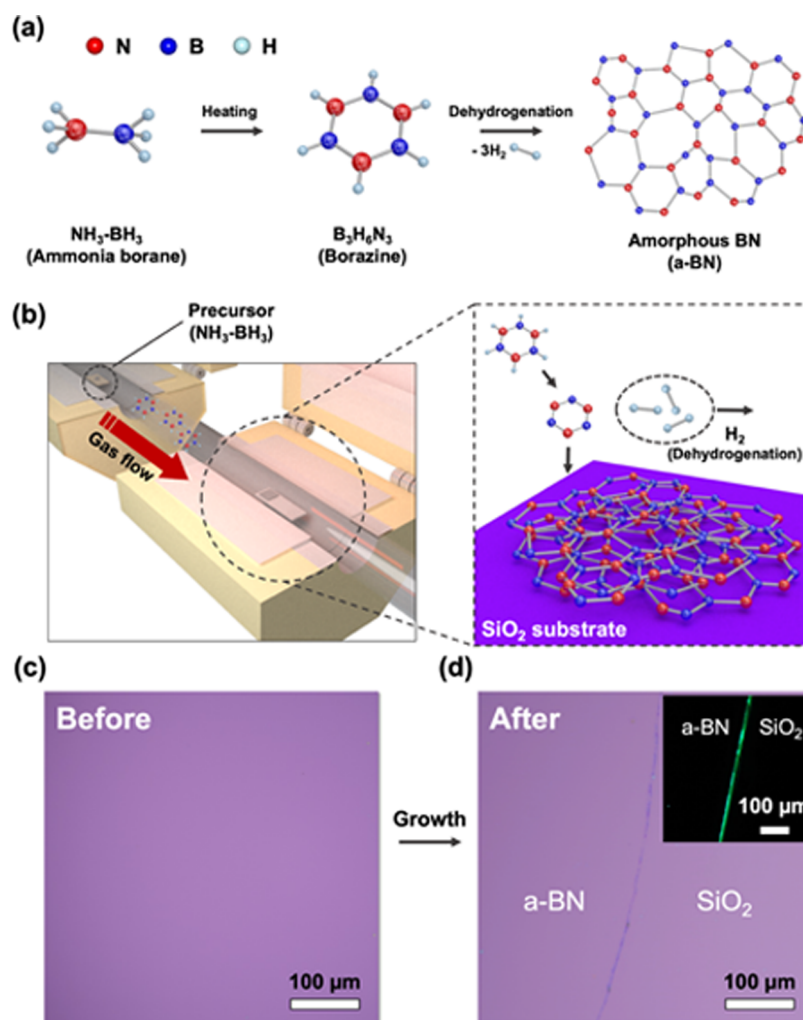 (a)
N B H
Heating
Dehydrogenation
- 3H₂
NH₃-BH₃
(Ammonia borane)
B₃H₆N₃
(Borazine)
Amorphous BN
(a-BN)
(b)
Precursor
(NH₃-BH₃)
Gas flow
H₂
(Dehydrogenation)
SiO₂ substrate
(c)
Before
100 µm
Growth
(d)
After
a-BN
SiO₂
100 µm
a-BN
SiO₂
100 µm